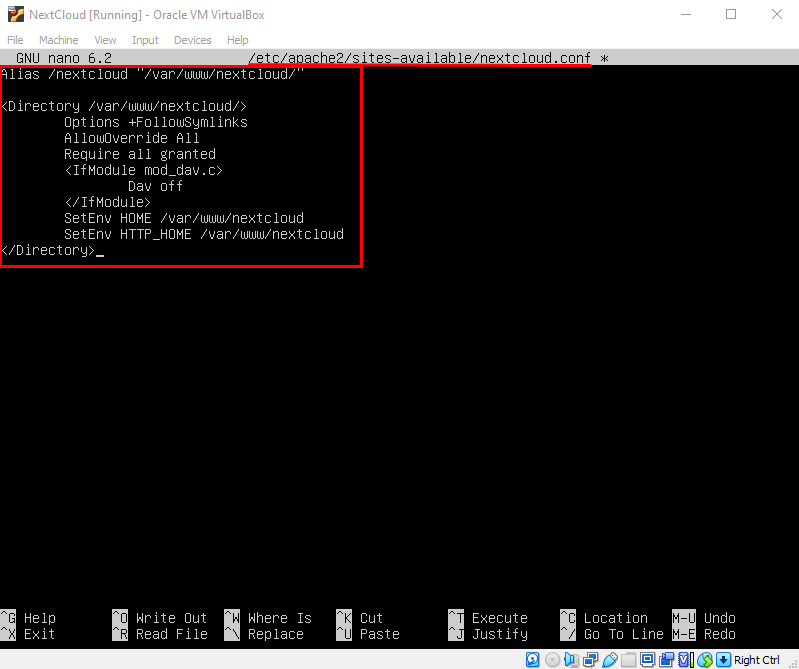 NextCloud [Running] - Oracle VM VirtualBox
File Machine View Input Devices Help
GNU nano 6.2 /etc/apache2/sites-available/nextcloud.conf *
Alias /nextcloud "/var/www/nextcloud/"
<Directory /var/www/nextcloud/>
Options +FollowSymlinks
AllowOverride All
Require all granted
<IfModule mod_dav.c>
Dav off
</IfModule>
SetEnv HOME /var/www/nextcloud
SetEnv HTTP_HOME /var/www/nextcloud
</Directory>
^G Help ^O Write Out ^W Where Is ^K Cut ^T Execute ^C Location M-U Undo
^X Exit ^R Read File ^\ Replace ^U Paste ^J Justify ^/ Go To Line M-E Redo
Right Ctrl